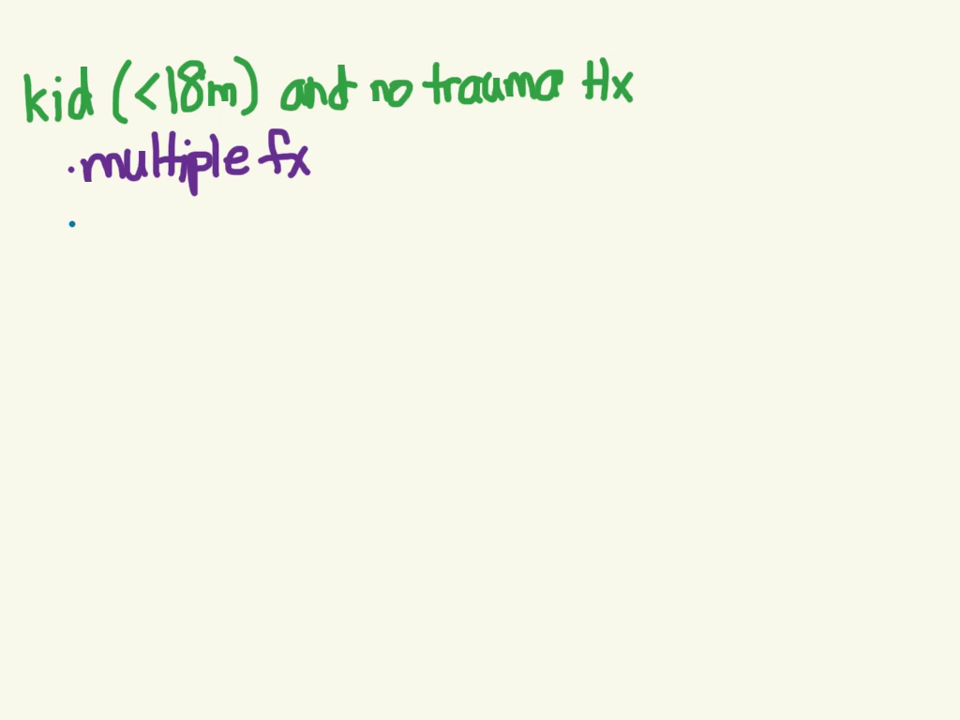 kid (<18m) and no trauma Hx
· multiple fx
·